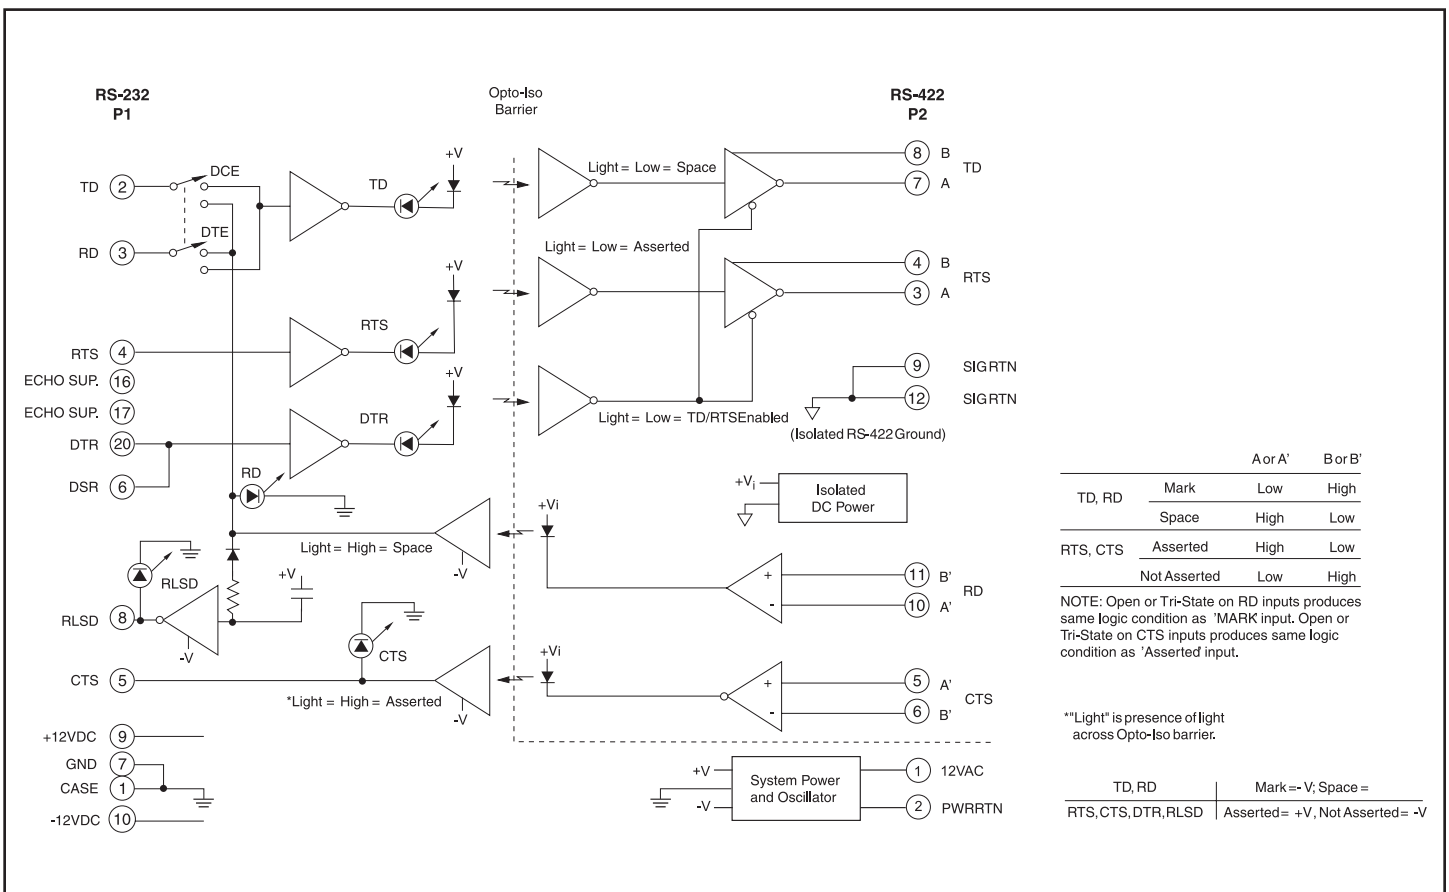 RS-232
P1
Opto-Iso
Barrier
RS-422
P2
TD 2
DCE
TD
+V
Light = Low = Space
8 B
TD
7 A
RD 3
DTE
Light = Low = Asserted
+V
4 B
RTS
3 A
RTS 4
RTS
ECHO SUP. 16
+V
9 SIGRTN
ECHO SUP. 17
12 SIGRTN
DTR 20
DTR
Light = Low = TD/RTSEnabled
(Isolated RS-422 Ground)
DSR 6
RD
+Vi
Isolated
DC Power
+Vi
Light = High = Space
-V
RLSD
+V
+
-
11 B'
RD
10 A'
RLSD 8
-V
CTS
+Vi
CTS 5
*Light = High = Asserted
-V
+
-
5 A'
CTS
6 B'
+12VDC 9
GND 7
CASE 1
-12VDC 10
+V
-V
System Power
and Oscillator
1 12VAC
2 PWRRTN
A or A' B or B'
TD, RD
Mark Low High
Space High Low
RTS, CTS
Asserted High Low
Not Asserted Low High
NOTE: Open or Tri-State on RD inputs produces
same logic condition as 'MARK' input. Open or
Tri-State on CTS inputs produces same logic
condition as 'Asserted' input.
*"Light" is presence of light
across Opto-Iso barrier.
TD, RD Mark =- V; Space =
RTS, CTS, DTR, RLSD Asserted = +V, Not Asserted = -V